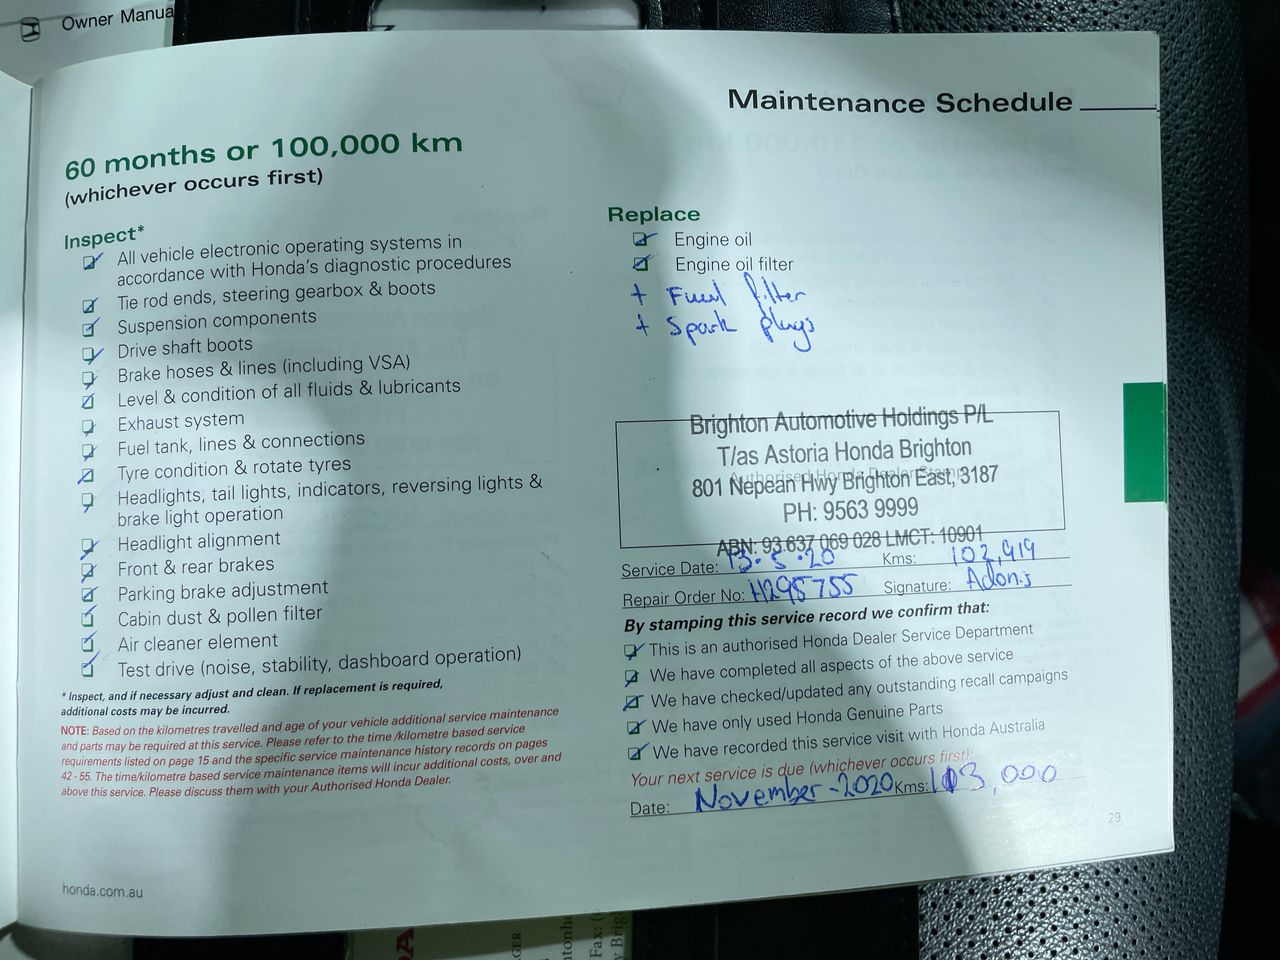 Owner Manua
Maintenance Schedule
60 months or 100,000 km
(whichever occurs first)
Inspect*
All vehicle electronic operating systems in
accordance with Honda's diagnostic procedures
Tie rod ends, steering gearbox & boots
Suspension components
Drive shaft boots
Brake hoses & lines (including VSA)
Level & condition of all fluids & lubricants
Exhaust system
Fuel tank, lines & connections
Tyre condition & rotate tyres
Headlights, tail lights, indicators, reversing lights &
brake light operation
Headlight alignment
Front & rear brakes
Parking brake adjustment
Cabin dust & pollen filter
Air cleaner element
Test drive (noise, stability, dashboard operation)
* Inspect, and if necessary adjust and clean. If replacement is required,
additional costs may be incurred.
NOTE: Based on the kilometres travelled and age of your vehicle additional service maintenance
and parts may be required at this service. Please refer to the time /kilometre based service
requirements listed on page 15 and the specific service maintenance history records on pages
42 - 55. The time/kilometre based service maintenance items will incur additional costs, over and
above this service. Please discuss them with your Authorised Honda Dealer.
honda.com.au
Replace
Engine oil
Engine oil filter
+ Fuel filter
+ Spark plugs
Brighton Automotive Holdings P/L
T/as Astoria Honda Brighton
Authorised Honda Dealer Stamp
801 Nepean Hwy Brighton East, 3187
PH: 9563 9999
ABN: 93 637 069 028 LMCT: 10901
Service Date: 13.5.20 Kms: 102,919
Repair Order No: H295755 Signature: Adonis
By stamping this service record we confirm that:
This is an authorised Honda Dealer Service Department
We have completed all aspects of the above service
We have checked/updated any outstanding recall campaigns
We have only used Honda Genuine Parts
We have recorded this service visit with Honda Australia
Your next service is due (whichever occurs first):
Date: November-2020 Kms: 113,000
29